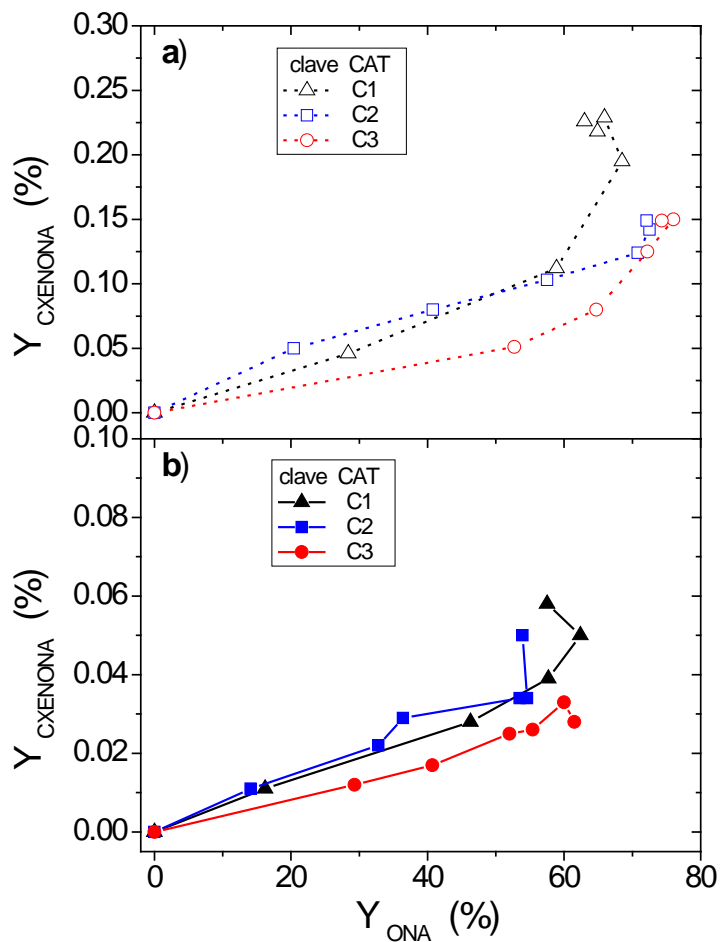 a)
clave CAT
C1
C2
C3
0.30
0.25
0.20
0.15
0.10
0.05
0.00
Y CXENONA (%)
b)
clave CAT
C1
C2
C3
0.10
0.08
0.06
0.04
0.02
0.00
Y CXENONA (%)
0 20 40 60 80
Y ONA (%)